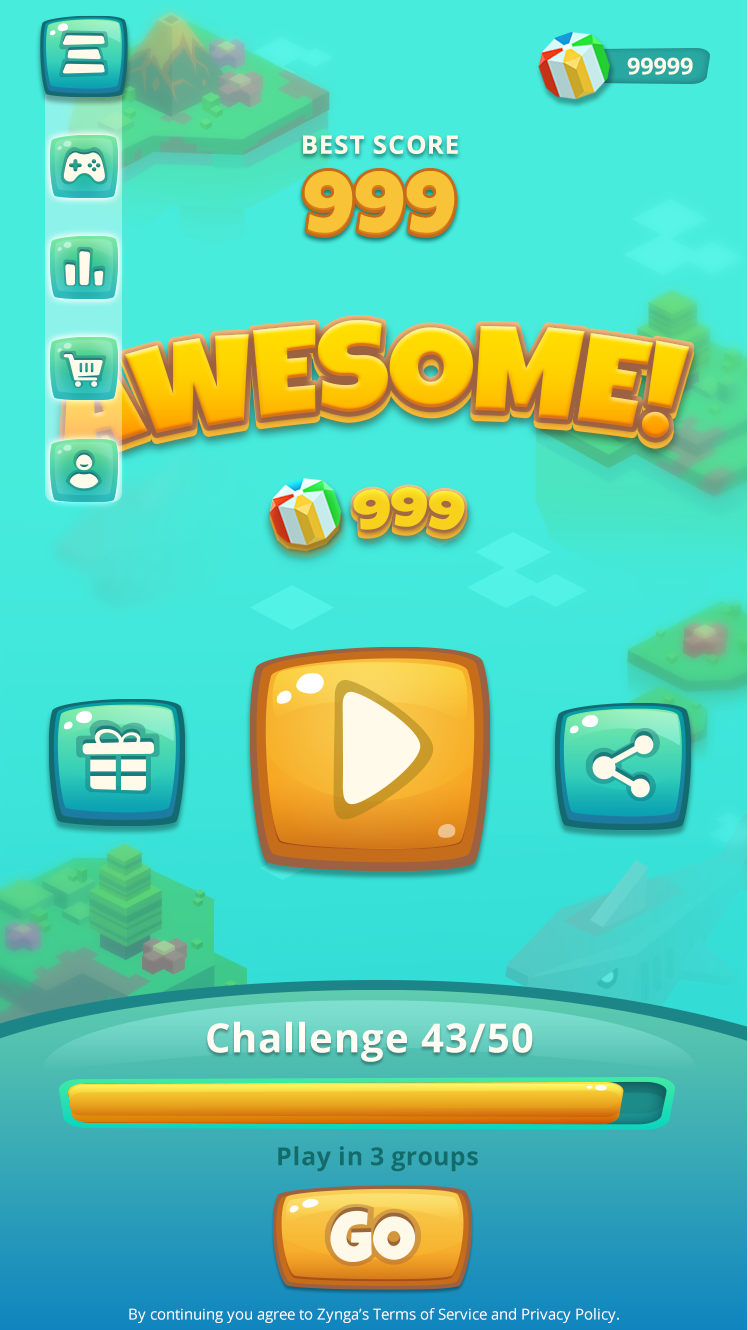 99999
BEST SCORE
999
AWESOME!
999
Challenge 43/50
Play in 3 groups
GO
By continuing you agree to Zynga’s Terms of Service and Privacy Policy.